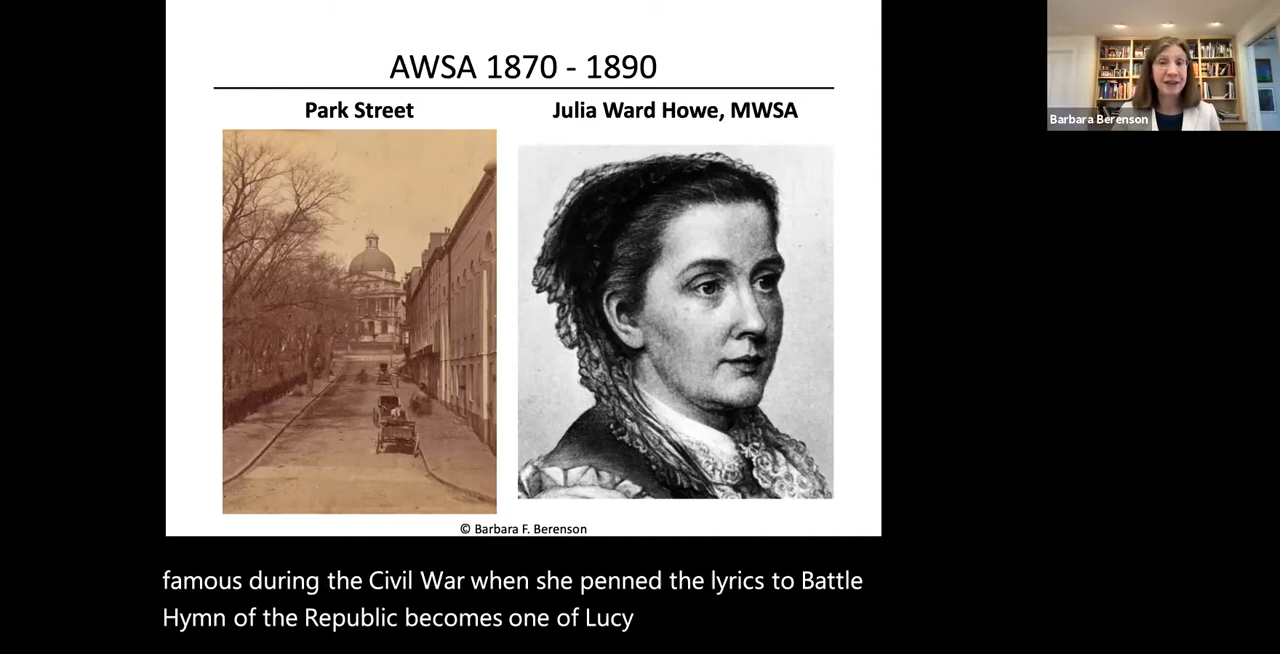 AWSA 1870 - 1890
Park Street
Julia Ward Howe, MWSA
Barbara Berenson
© Barbara F. Berenson
famous during the Civil War when she penned the lyrics to Battle
Hymn of the Republic becomes one of Lucy